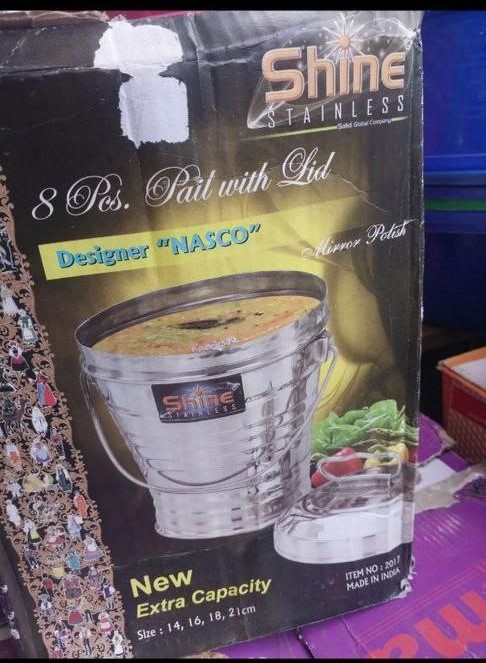 Shine
STAINLESS
Solid Global Company
8 Pcs. Pail with Lid
Designer "NASCO"
Mirror Polish
Shine
STAINLESS
New
Extra Capacity
Size : 14, 16, 18, 21cm
ITEM NO : 2017
MADE IN INDIA